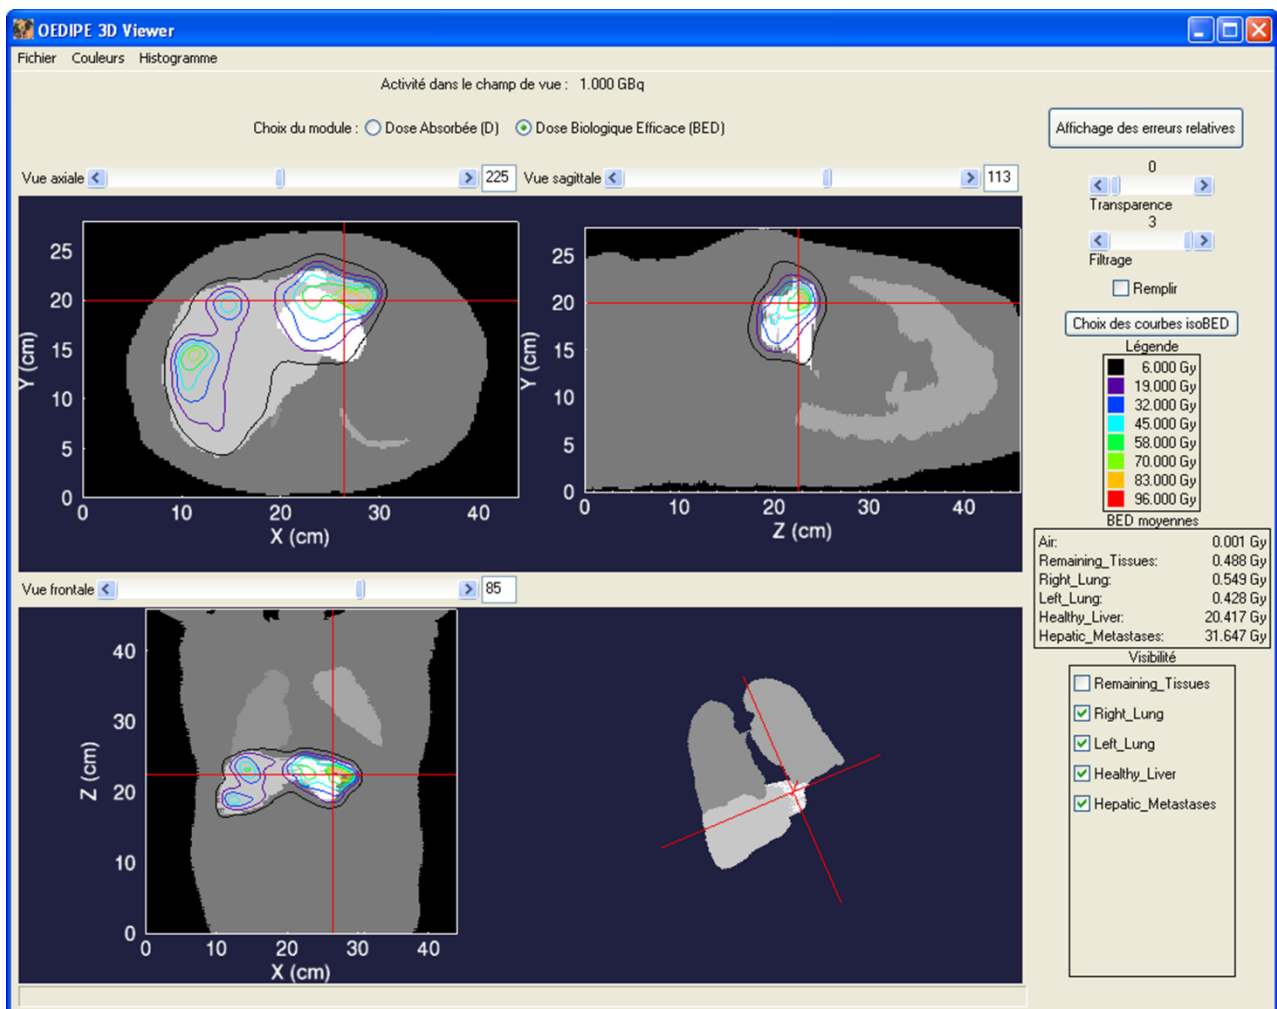 OEDIPE 3D Viewer
Fichier Couleurs Histogramme
Activité dans le champ de vue : 1.000 GBq
Choix du module : Dose Absorbée (D) Dose Biologique Efficace (BED)
Affichage des erreurs relatives
Vue axiale 225 Vue sagittale 113
0
Transparence
3
Filtrage
Remplir
Choix des courbes isoBED
Légende
6.000 Gy
19.000 Gy
32.000 Gy
45.000 Gy
58.000 Gy
70.000 Gy
83.000 Gy
96.000 Gy
25
20
15
10
5
0
Y (cm)
0 10 20 30 40
X (cm)
25
20
15
10
5
0
Y (cm)
0 20 40
Z (cm)
BED moyennes
Air: 0.001 Gy
Remaining_Tissues: 0.488 Gy
Right_Lung: 0.549 Gy
Left_Lung: 0.428 Gy
Healthy_Liver: 20.417 Gy
Hepatic_Metastases: 31.647 Gy
Vue frontale 85
40
30
20
10
0
Z (cm)
0 10 20 30 40
X (cm)
Visibilité
Remaining_Tissues
Right_Lung
Left_Lung
Healthy_Liver
Hepatic_Metastases